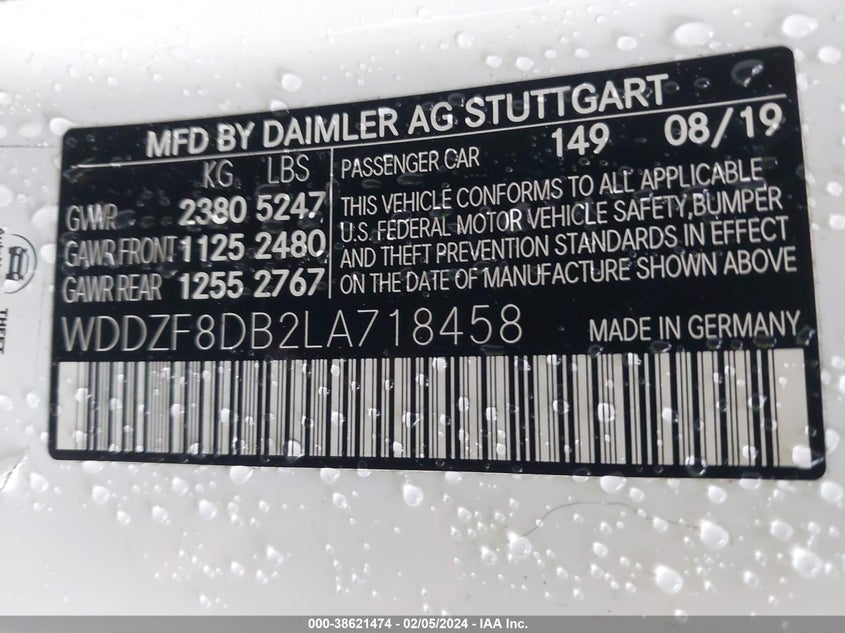 MFD BY DAIMLER AG STUTTGART
KG LBS
GVWR 2380 5247
GAWR FRONT 1125 2480
GAWR REAR 1255 2767
149 08/19
PASSENGER CAR
THIS VEHICLE CONFORMS TO ALL APPLICABLE
U.S. FEDERAL MOTOR VEHICLE SAFETY,BUMPER
AND THEFT PREVENTION STANDARDS IN EFFECT
ON THE DATE OF MANUFACTURE SHOWN ABOVE
WDDZF8DB2LA718458
MADE IN GERMANY
THEFT
000-38621474 - 02/05/2024 - IAA Inc.